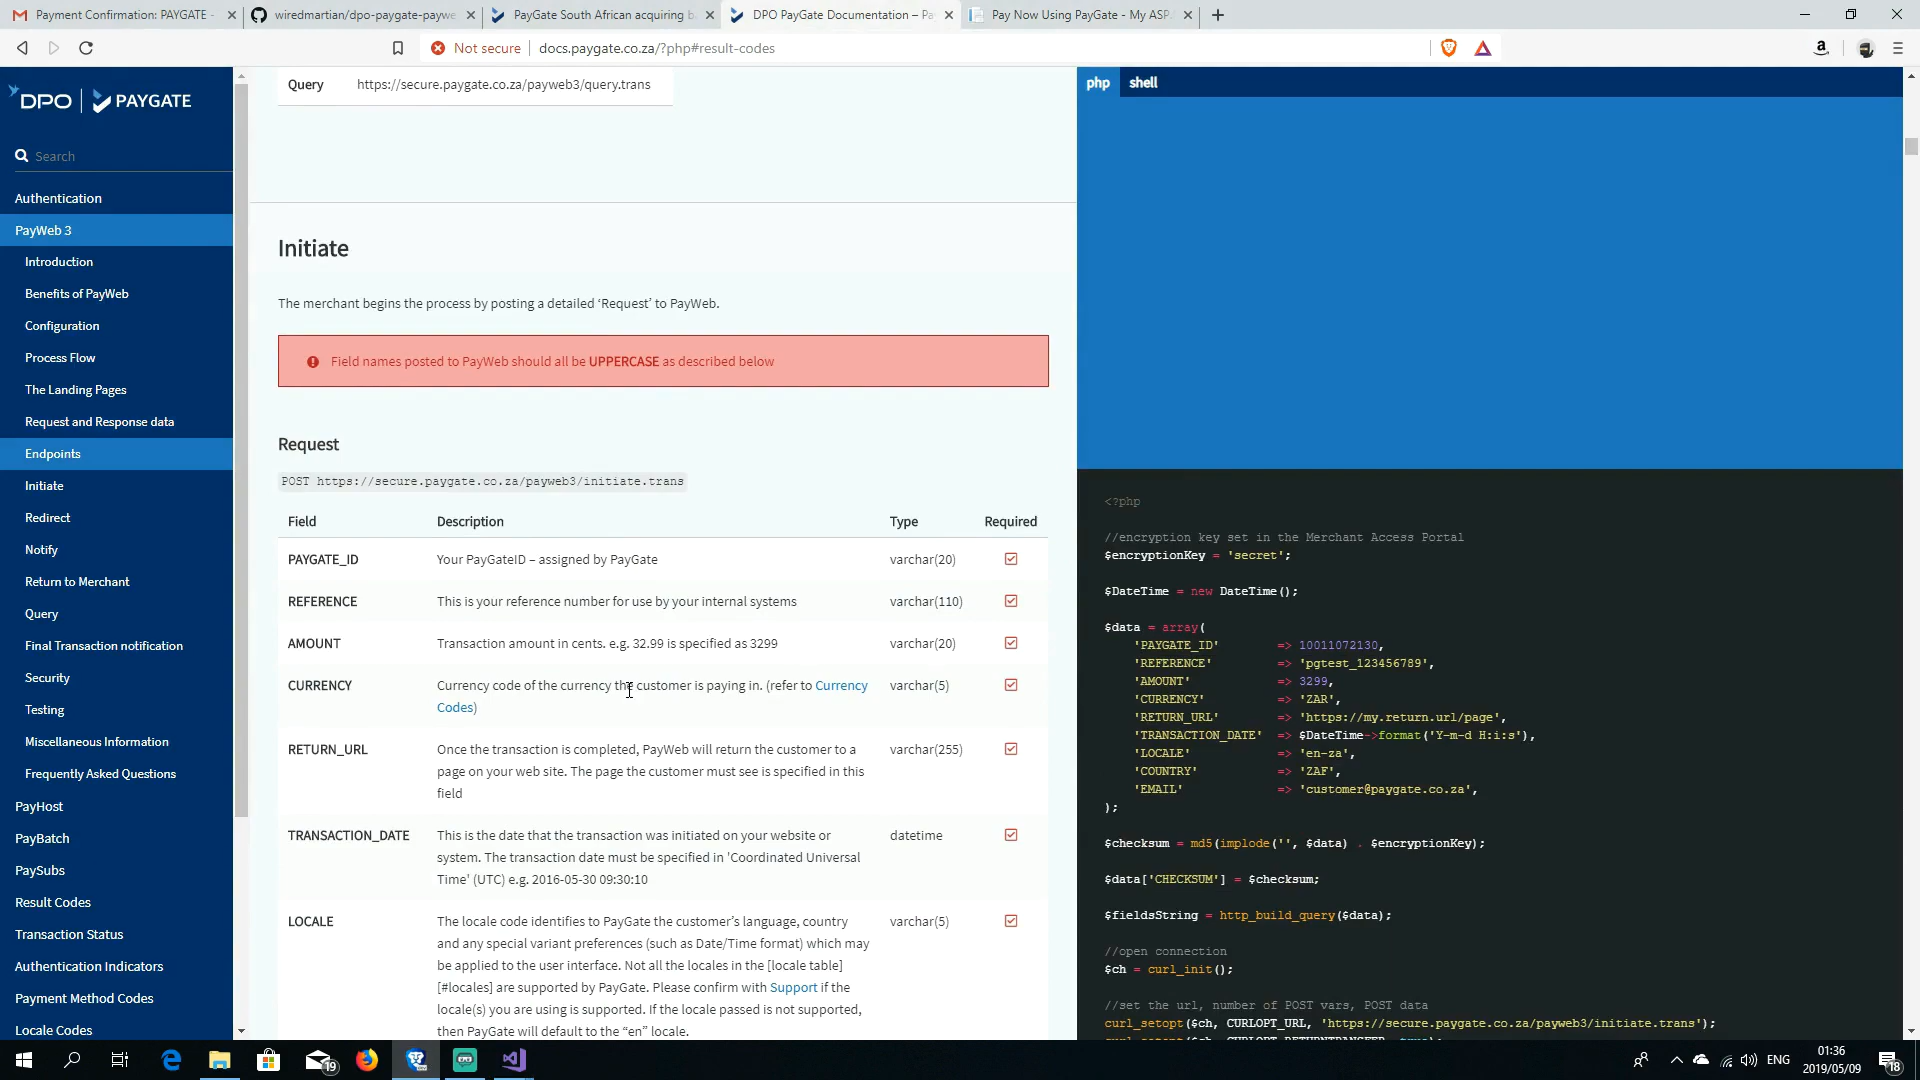 Payment Confirmation: PAYGATE -
wiredmartian/dpo-paygate-paywe
PayGate South African acquiring b
DPO PayGate Documentation – Pa
Pay Now Using PayGate - My ASP.
Not secure
docs.paygate.co.za/?php#result-codes
DPO | PAYGATE
Search
Authentication
PayWeb 3
Introduction
Benefits of PayWeb
Configuration
Process Flow
The Landing Pages
Request and Response data
Endpoints
Initiate
Redirect
Notify
Return to Merchant
Query
Final Transaction notification
Security
Testing
Miscellaneous Information
Frequently Asked Questions
PayHost
PayBatch
PaySubs
Result Codes
Transaction Status
Authentication Indicators
Payment Method Codes
Locale Codes
Query https://secure.paygate.co.za/payweb3/query.trans
Initiate
The merchant begins the process by posting a detailed ‘Request’ to PayWeb.
Field names posted to PayWeb should all be UPPERCASE as described below
Request
POST https://secure.paygate.co.za/payweb3/initiate.trans
Field Description Type Required
PAYGATE_ID Your PayGateID – assigned by PayGate varchar(20)
REFERENCE This is your reference number for use by your internal systems varchar(110)
AMOUNT Transaction amount in cents. e.g. 32.99 is specified as 3299 varchar(20)
CURRENCY Currency code of the currency the customer is paying in. (refer to Currency varchar(5)
Codes)
RETURN_URL Once the transaction is completed, PayWeb will return the customer to a varchar(255)
page on your web site. The page the customer must see is specified in this
field
TRANSACTION_DATE This is the date that the transaction was initiated on your website or datetime
system. The transaction date must be specified in 'Coordinated Universal
Time' (UTC) e.g. 2016-05-30 09:30:10
LOCALE The locale code identifies to PayGate the customer’s language, country varchar(5)
and any special variant preferences (such as Date/Time format) which may
be applied to the user interface. Not all the locales in the [locale table]
[#locales] are supported by PayGate. Please confirm with Support if the
locale(s) you are using is supported. If the locale passed is not supported,
then PayGate will default to the “en” locale.
php shell
<?php
//encryption key set in the Merchant Access Portal
$encryptionKey = 'secret';
$DateTime = new DateTime();
$data = array(
'PAYGATE_ID' => 10011072130,
'REFERENCE' => 'pgtest_123456789',
'AMOUNT' => 3299,
'CURRENCY' => 'ZAR',
'RETURN_URL' => 'https://my.return.url/page',
'TRANSACTION_DATE' => $DateTime->format('Y-m-d H:i:s'),
'LOCALE' => 'en-za',
'COUNTRY' => 'ZAF',
'EMAIL' => 'customer@paygate.co.za',
);
$checksum = md5(implode('', $data) . $encryptionKey);
$data['CHECKSUM'] = $checksum;
$fieldsString = http_build_query($data);
//open connection
$ch = curl_init();
//set the url, number of POST vars, POST data
curl_setopt($ch, CURLOPT_URL, 'https://secure.paygate.co.za/payweb3/initiate.trans');
19
ENG
01:36
2019/05/09
18